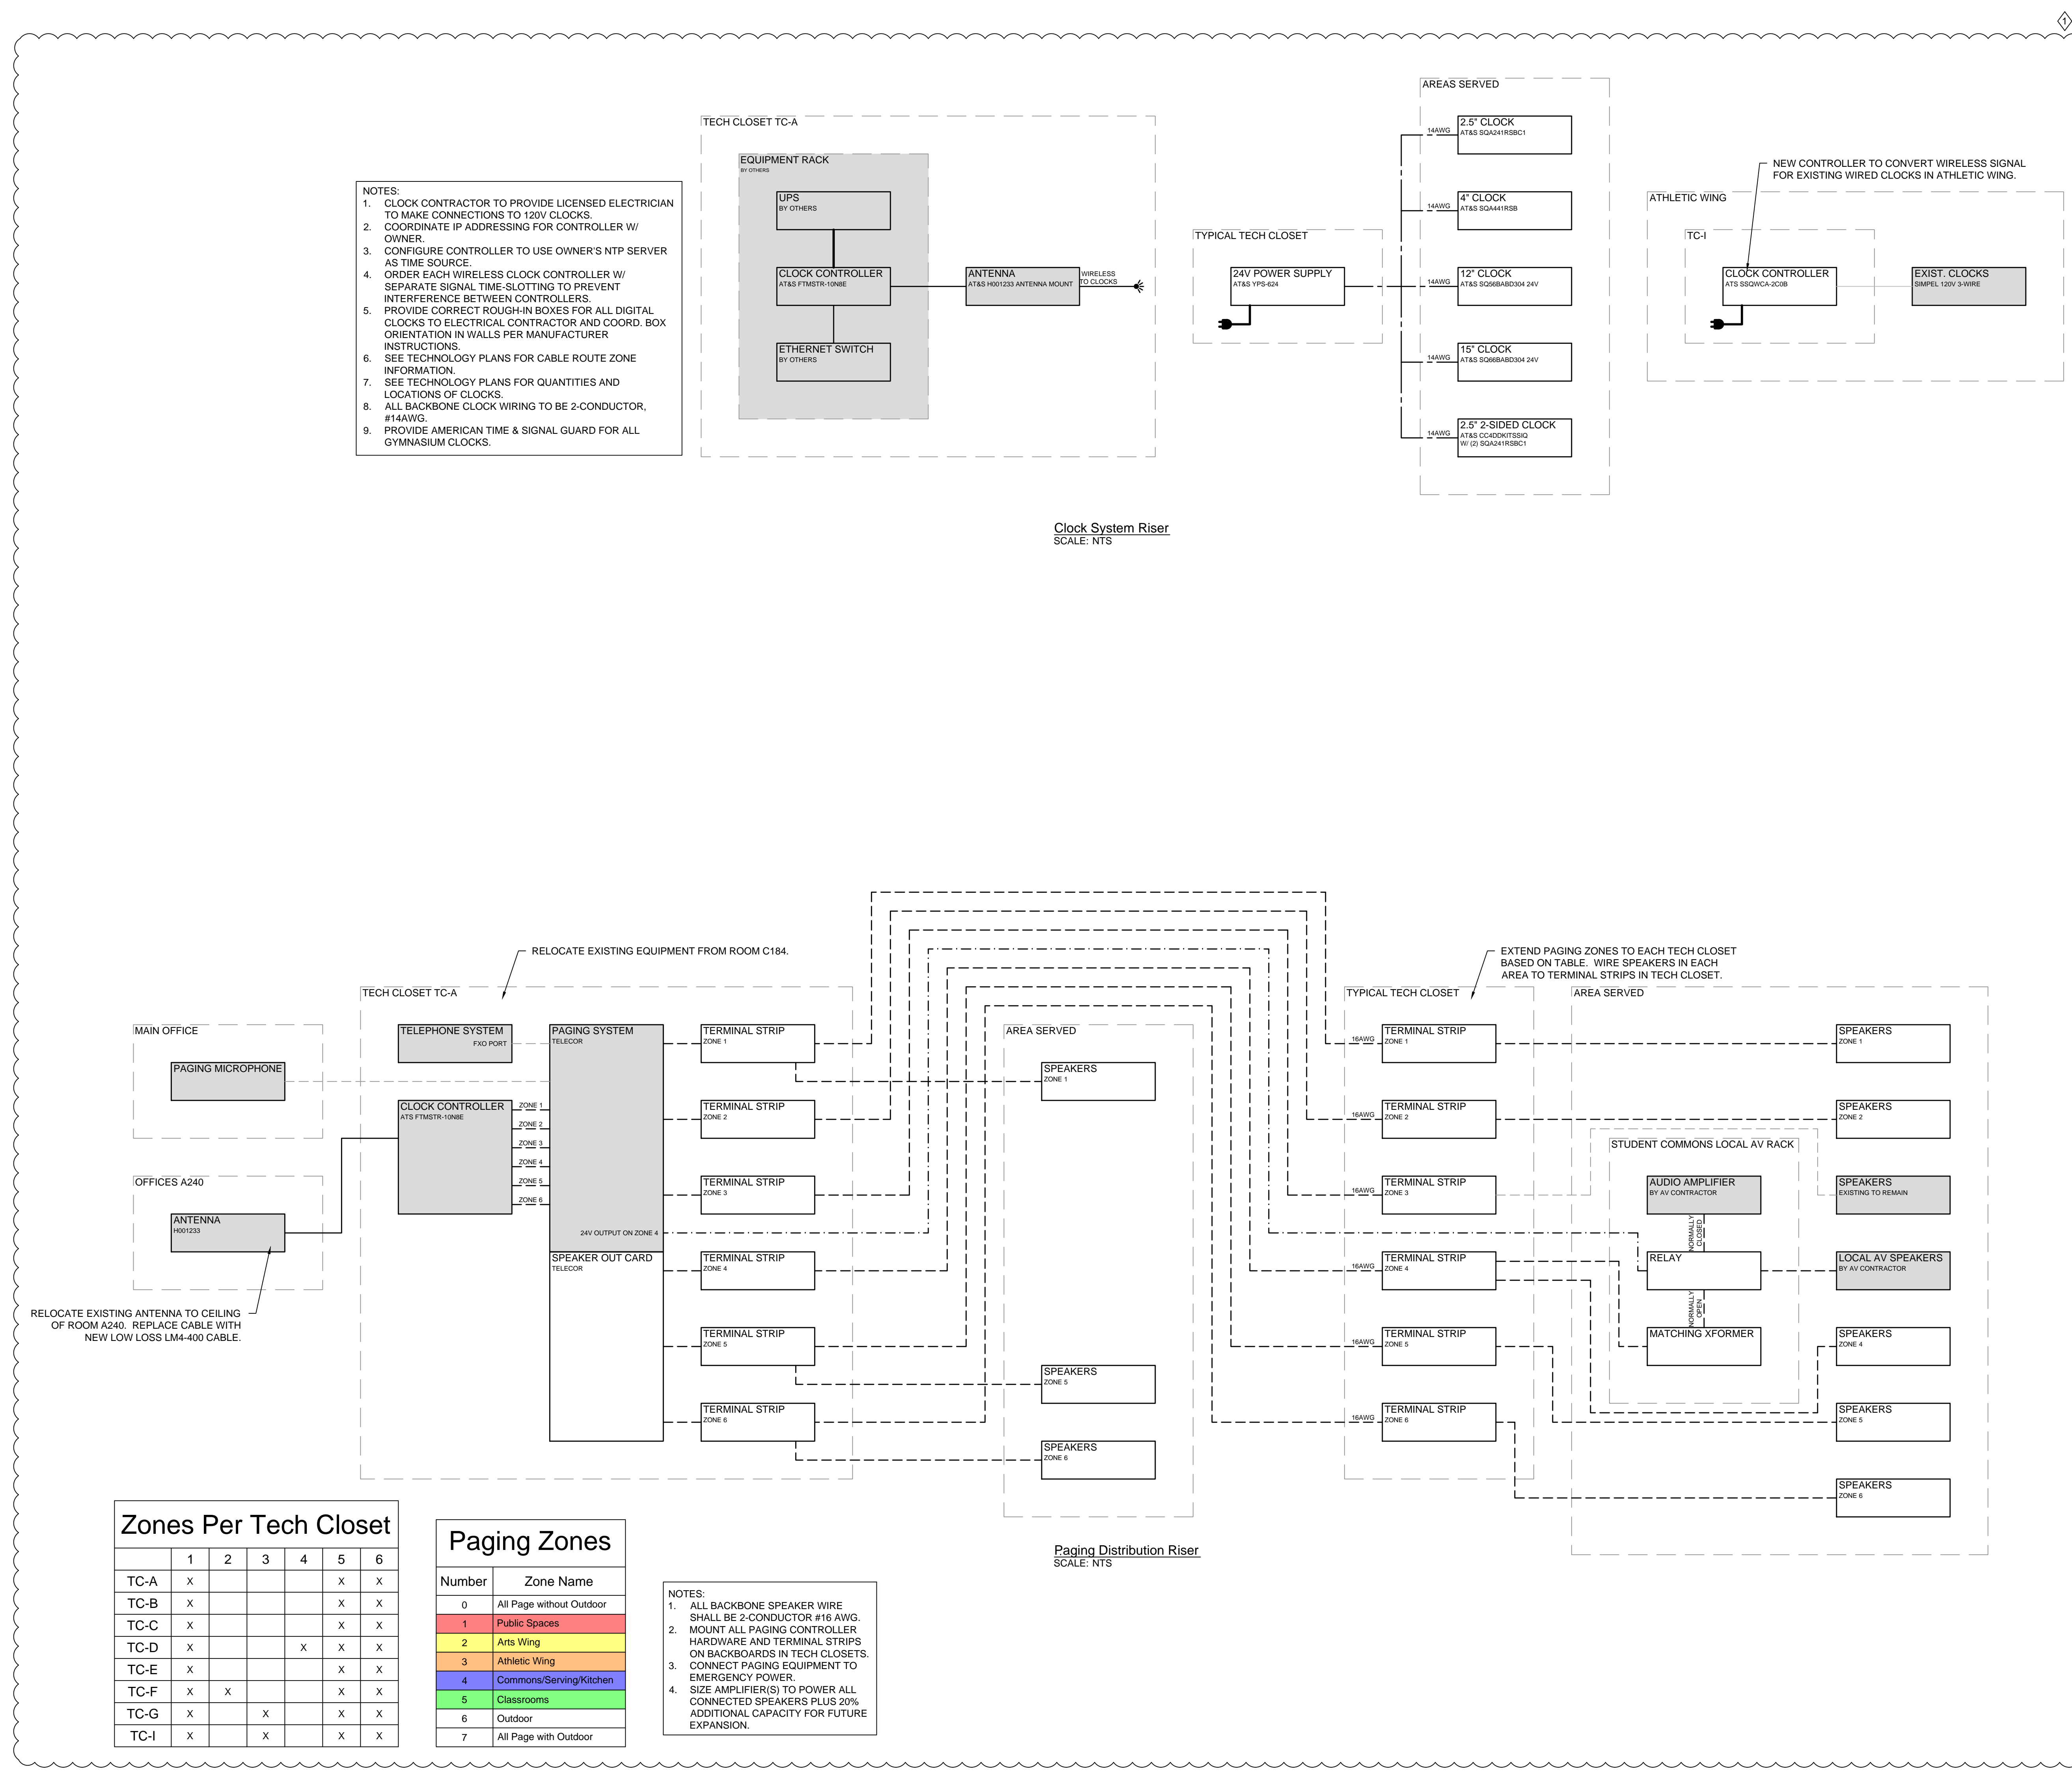 1
AREAS SERVED
2.5" CLOCK
AT&S SQA241RSBC1
14AWG
4" CLOCK
AT&S SQA441RSB
14AWG
12" CLOCK
AT&S SQ56BABD304 24V
14AWG
15" CLOCK
AT&S SQ66BABD304 24V
14AWG
2.5" 2-SIDED CLOCK
AT&S CC4DDKITSSIQ
W/ (2) SQA241RSBC1
14AWG
TECH CLOSET TC-A
EQUIPMENT RACK
BY OTHERS
UPS
BY OTHERS
CLOCK CONTROLLER
AT&S FTMSTR-10N8E
ETHERNET SWITCH
BY OTHERS
ANTENNA
AT&S H001233 ANTENNA MOUNT
WIRELESS
TO CLOCKS
TYPICAL TECH CLOSET
24V POWER SUPPLY
AT&S YPS-624
NEW CONTROLLER TO CONVERT WIRELESS SIGNAL
FOR EXISTING WIRED CLOCKS IN ATHLETIC WING.
ATHLETIC WING
TC-I
CLOCK CONTROLLER
ATS SSQWCA-2C0B
EXIST. CLOCKS
SIMPEL 120V 3-WIRE
NOTES:
1. CLOCK CONTRACTOR TO PROVIDE LICENSED ELECTRICIAN
TO MAKE CONNECTIONS TO 120V CLOCKS.
2. COORDINATE IP ADDRESSING FOR CONTROLLER W/
OWNER.
3. CONFIGURE CONTROLLER TO USE OWNER'S NTP SERVER
AS TIME SOURCE.
4. ORDER EACH WIRELESS CLOCK CONTROLLER W/
SEPARATE SIGNAL TIME-SLOTTING TO PREVENT
INTERFERENCE BETWEEN CONTROLLERS.
5. PROVIDE CORRECT ROUGH-IN BOXES FOR ALL DIGITAL
CLOCKS TO ELECTRICAL CONTRACTOR AND COORD. BOX
ORIENTATION IN WALLS PER MANUFACTURER
INSTRUCTIONS.
6. SEE TECHNOLOGY PLANS FOR CABLE ROUTE ZONE
INFORMATION.
7. SEE TECHNOLOGY PLANS FOR QUANTITIES AND
LOCATIONS OF CLOCKS.
8. ALL BACKBONE CLOCK WIRING TO BE 2-CONDUCTOR,
#14AWG.
9. PROVIDE AMERICAN TIME & SIGNAL GUARD FOR ALL
GYMNASIUM CLOCKS.
Clock System Riser
SCALE: NTS
RELOCATE EXISTING EQUIPMENT FROM ROOM C184.
EXTEND PAGING ZONES TO EACH TECH CLOSET
BASED ON TABLE. WIRE SPEAKERS IN EACH
AREA TO TERMINAL STRIPS IN TECH CLOSET.
MAIN OFFICE
PAGING MICROPHONE
OFFICES A240
ANTENNA
H001233
RELOCATE EXISTING ANTENNA TO CEILING
OF ROOM A240. REPLACE CABLE WITH
NEW LOW LOSS LM4-400 CABLE.
TECH CLOSET TC-A
TELEPHONE SYSTEM
FXO PORT
CLOCK CONTROLLER
ATS FTMSTR-10N8E
ZONE 1
ZONE 2
ZONE 3
ZONE 4
ZONE 5
ZONE 6
PAGING SYSTEM
TELECOR
24V OUTPUT ON ZONE 4
SPEAKER OUT CARD
TELECOR
TERMINAL STRIP
ZONE 1
TERMINAL STRIP
ZONE 2
TERMINAL STRIP
ZONE 3
TERMINAL STRIP
ZONE 4
TERMINAL STRIP
ZONE 5
TERMINAL STRIP
ZONE 6
AREA SERVED
SPEAKERS
ZONE 1
SPEAKERS
ZONE 5
SPEAKERS
ZONE 6
TYPICAL TECH CLOSET
16AWG
TERMINAL STRIP
ZONE 1
16AWG
TERMINAL STRIP
ZONE 2
16AWG
TERMINAL STRIP
ZONE 3
16AWG
TERMINAL STRIP
ZONE 4
16AWG
TERMINAL STRIP
ZONE 5
16AWG
TERMINAL STRIP
ZONE 6
AREA SERVED
STUDENT COMMONS LOCAL AV RACK
AUDIO AMPLIFIER
BY AV CONTRACTOR
NORMALLY
CLOSED
RELAY
NORMALLY
OPEN
MATCHING XFORMER
SPEAKERS
ZONE 1
SPEAKERS
ZONE 2
SPEAKERS
EXISTING TO REMAIN
LOCAL AV SPEAKERS
BY AV CONTRACTOR
SPEAKERS
ZONE 4
SPEAKERS
ZONE 5
SPEAKERS
ZONE 6
Paging Distribution Riser
SCALE: NTS
Zones Per Tech Closet
1 2 3 4 5 6
TC-A X X X
TC-B X X X
TC-C X X X
TC-D X X X X
TC-E X X X
TC-F X X X X
TC-G X X X X
TC-I X X X X
Paging Zones
Number Zone Name
0 All Page without Outdoor
1 Public Spaces
2 Arts Wing
3 Athletic Wing
4 Commons/Serving/Kitchen
5 Classrooms
6 Outdoor
7 All Page with Outdoor
NOTES:
1. ALL BACKBONE SPEAKER WIRE
SHALL BE 2-CONDUCTOR #16 AWG.
2. MOUNT ALL PAGING CONTROLLER
HARDWARE AND TERMINAL STRIPS
ON BACKBOARDS IN TECH CLOSETS.
3. CONNECT PAGING EQUIPMENT TO
EMERGENCY POWER.
4. SIZE AMPLIFIER(S) TO POWER ALL
CONNECTED SPEAKERS PLUS 20%
ADDITIONAL CAPACITY FOR FUTURE
EXPANSION.